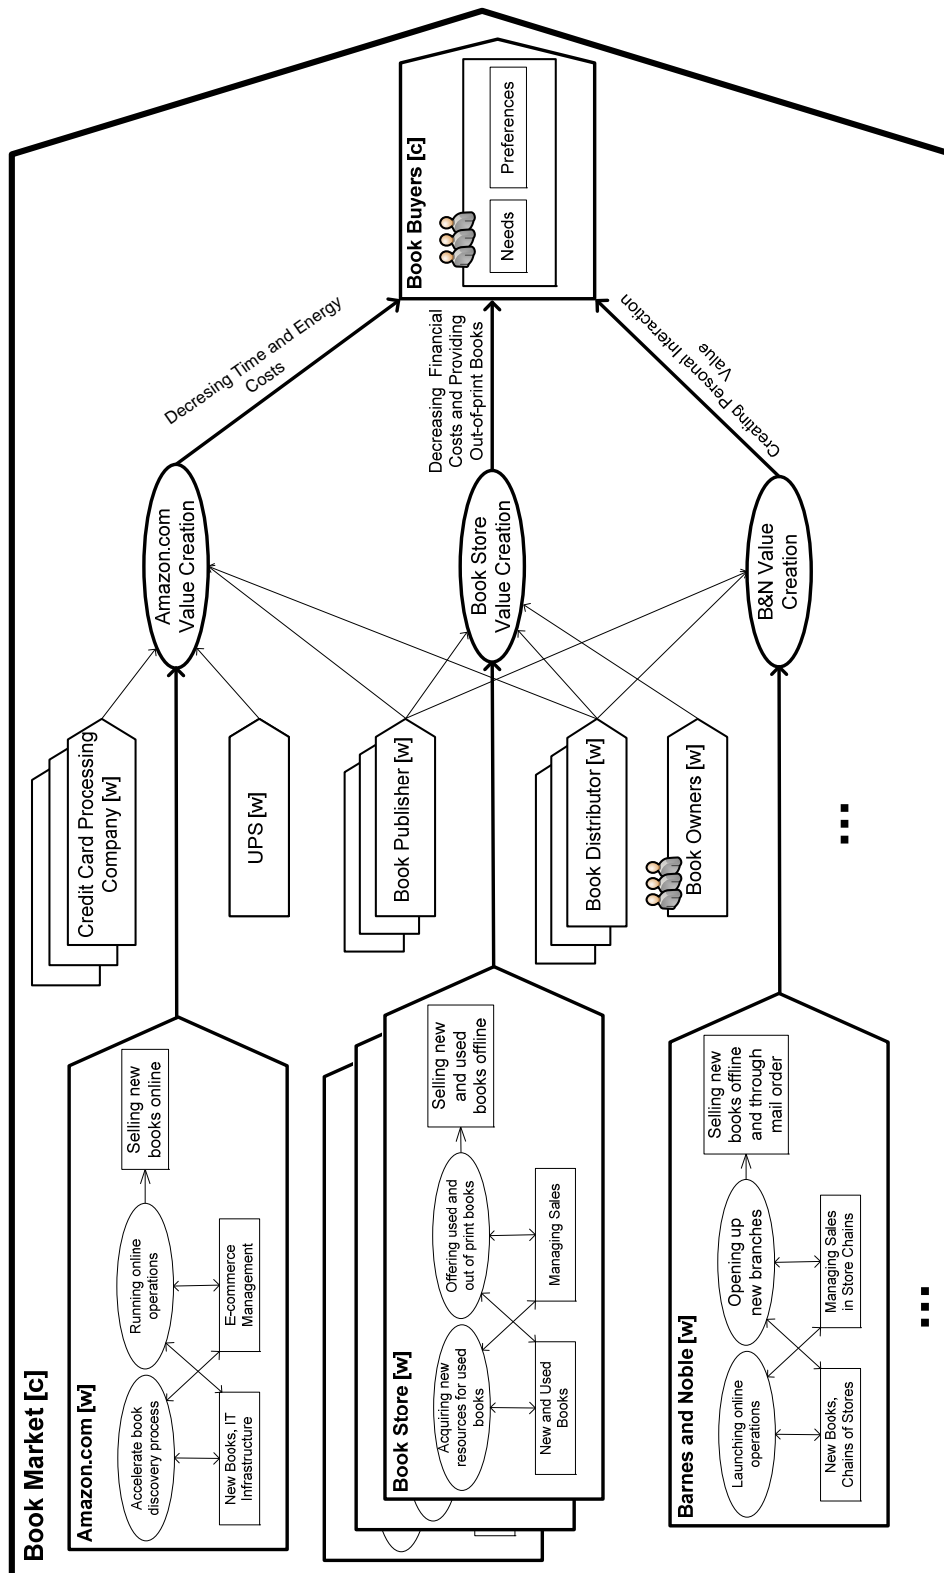 Book Market [c]
Amazon.com [w]
Accelerate book
discovery process
Running online
operations
Selling new
books online
New Books, IT
Infrastructure
E-commerce
Management
Credit Card Processing
Company [w]
UPS [w]
Amazon.com
Value Creation
Decresing Time and Energy
Costs
Book Store [w]
Acquiring new
resources for used
books
Offering used and
out of print books
Selling new
and used
books offline
New and Used
Books
Managing Sales
Book Publisher [w]
Book Distributor [w]
Book Owners [w]
Book Store
Value Creation
Decreasing Financial
Costs and Providing
Out-of-print Books
Book Buyers [c]
Needs
Preferences
Barnes and Noble [w]
Launching online
operations
Opening up
new branches
Selling new
books offline
and through
mail order
New Books,
Chains of Stores
Managing Sales
in Store Chains
B&N Value
Creation
Creating Personal Interaction
Value
...
...